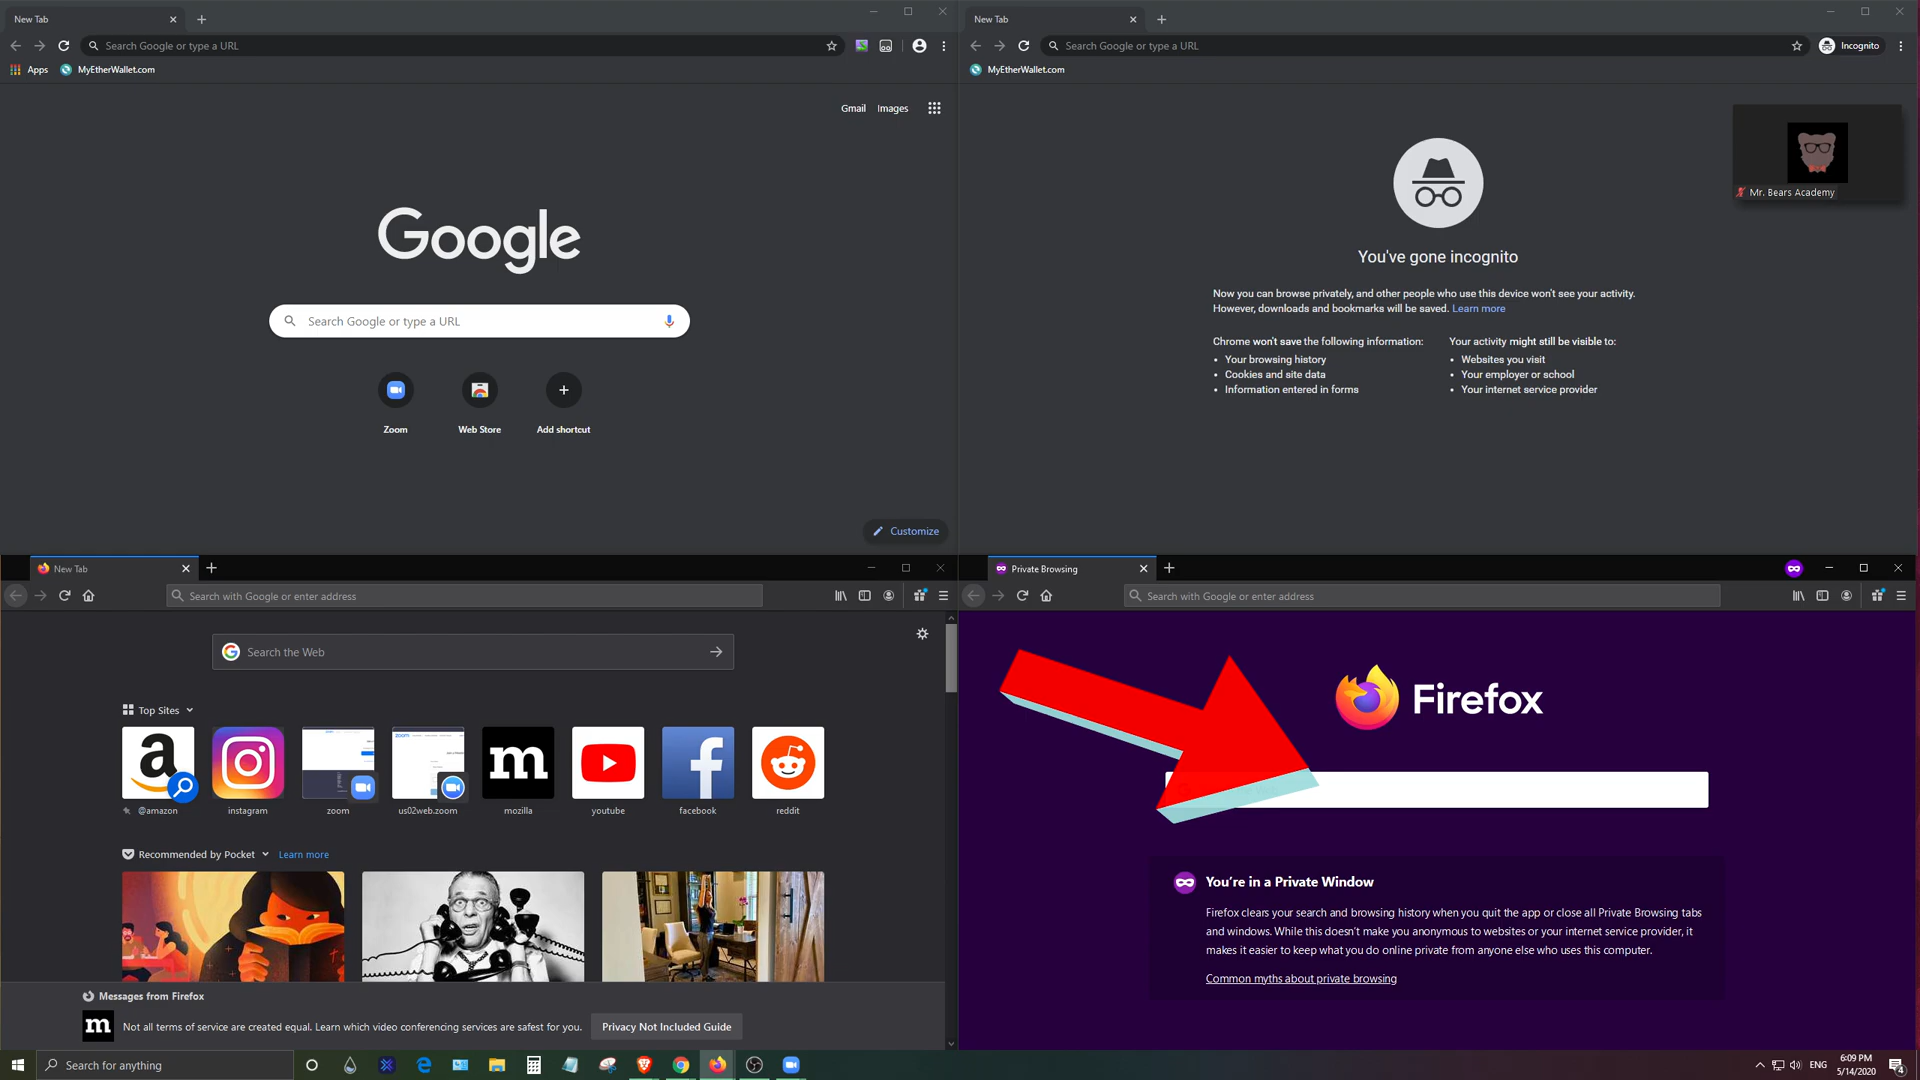 New Tab
Search Google or type a URL
Apps
MyEtherWallet.com
Gmail
Images
Google
Search Google or type a URL
Zoom
Web Store
Add shortcut
Customize
New Tab
Search Google or type a URL
Incognito
MyEtherWallet.com
Mr. Bears Academy
You've gone incognito
Now you can browse privately, and other people who use this device won't see your activity.
However, downloads and bookmarks will be saved. Learn more
Chrome won't save the following information:
Your browsing history
Cookies and site data
Information entered in forms
Your activity might still be visible to:
Websites you visit
Your employer or school
Your internet service provider
New Tab
Search with Google or enter address
Search the Web
Top Sites
@amazon
instagram
zoom
us02web.zoom
mozilla
youtube
facebook
reddit
Recommended by Pocket
Learn more
Messages from Firefox
Not all terms of service are created equal. Learn which video conferencing services are safest for you.
Privacy Not Included Guide
Private Browsing
Search with Google or enter address
Firefox
You're in a Private Window
Firefox clears your search and browsing history when you quit the app or close all Private Browsing tabs
and windows. While this doesn't make you anonymous to websites or your internet service provider, it
makes it easier to keep what you do online private from anyone else who uses this computer.
Common myths about private browsing
Search for anything
ENG
6:09 PM
5/14/2020
4